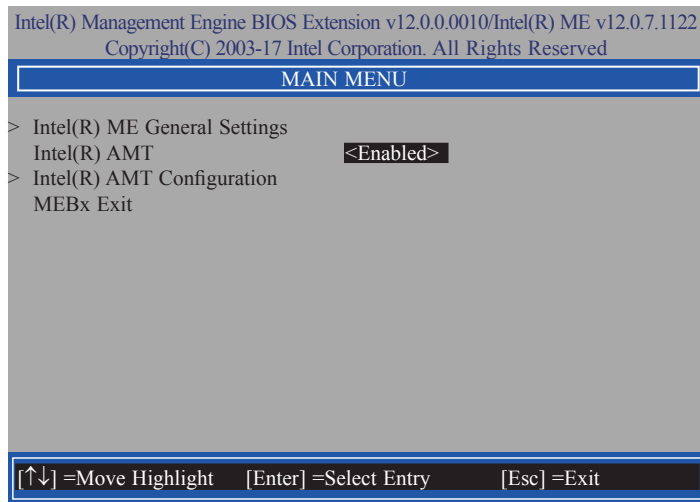 Intel(R) Management Engine BIOS Extension v12.0.0.0010/Intel(R) ME v12.0.7.1122
Copyright(C) 2003-17 Intel Corporation. All Rights Reserved
MAIN MENU
> Intel(R) ME General Settings
Intel(R) AMT <Enabled>
> Intel(R) AMT Configuration
MEBx Exit
[↑↓] =Move Highlight [Enter] =Select Entry [Esc] =Exit